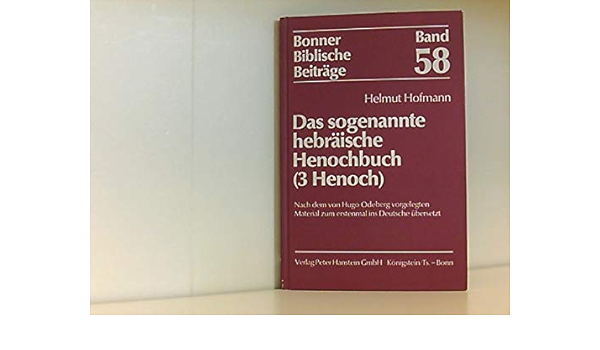 Bonner Band
Biblische 58
Beiträge
Helmut Hofmann
Das sogenannte
hebräische
Henochbuch
(3 Henoch)
Nach dem von Hugo Odeberg vorgelegten
Material zum erstenmal ins Deutsche übersetzt
Verlag Peter Hanstein GmbH · Königstein/Ts. – Bonn